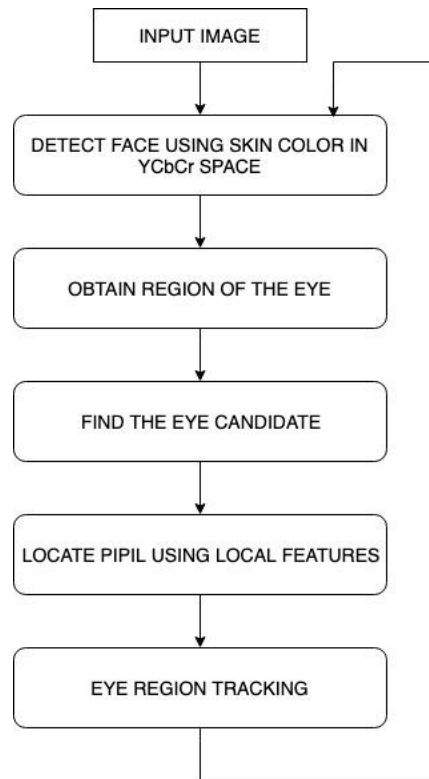 INPUT IMAGE
DETECT FACE USING SKIN COLOR IN
YCbCr SPACE
OBTAIN REGION OF THE EYE
FIND THE EYE CANDIDATE
LOCATE PIPIL USING LOCAL FEATURES
EYE REGION TRACKING